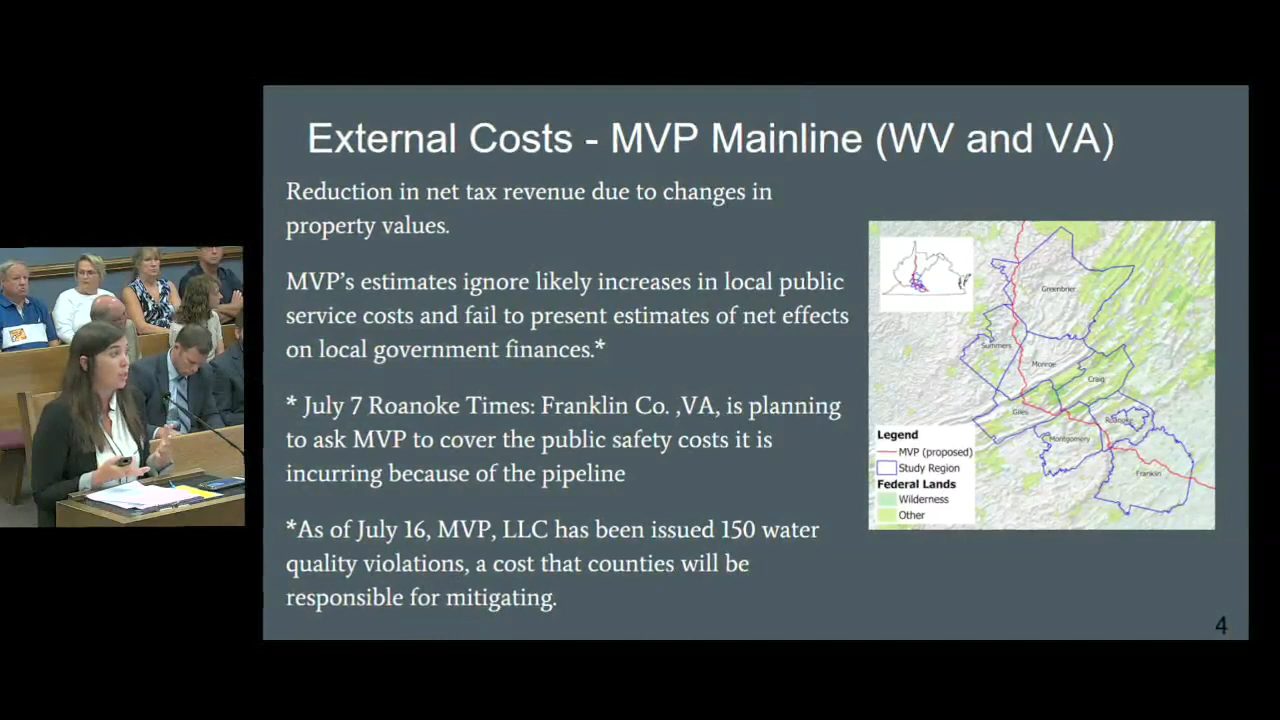 External Costs - MVP Mainline (WV and VA)
Reduction in net tax revenue due to changes in
property values.
MVP's estimates ignore likely increases in local public
service costs and fail to present estimates of net effects
on local government finances.*
* July 7 Roanoke Times: Franklin Co. ,VA, is planning
to ask MVP to cover the public safety costs it is
incurring because of the pipeline
*As of July 16, MVP, LLC has been issued 150 water
quality violations, a cost that counties will be
responsible for mitigating.
Greenbrier
Summers
Monroe
Craig
Giles
Roanoke
Montgomery
Franklin
Legend
MVP (proposed)
Study Region
Federal Lands
Wilderness
Other
4